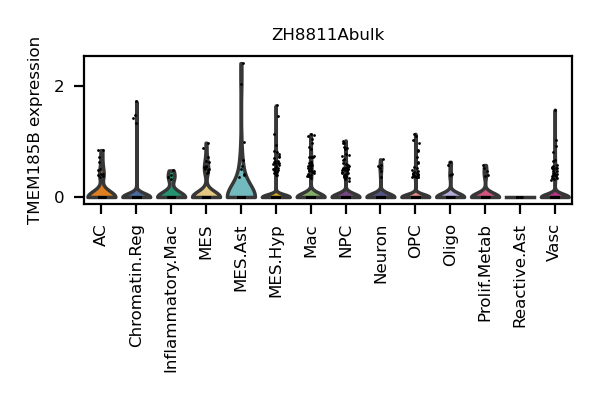 ZH8811Abulk
TMEM185B expression
2
0
AC
Chromatin.Reg
Inflammatory.Mac
MES
MES.Ast
MES.Hyp
Mac
NPC
Neuron
OPC
Oligo
Prolif.Metab
Reactive.Ast
Vasc